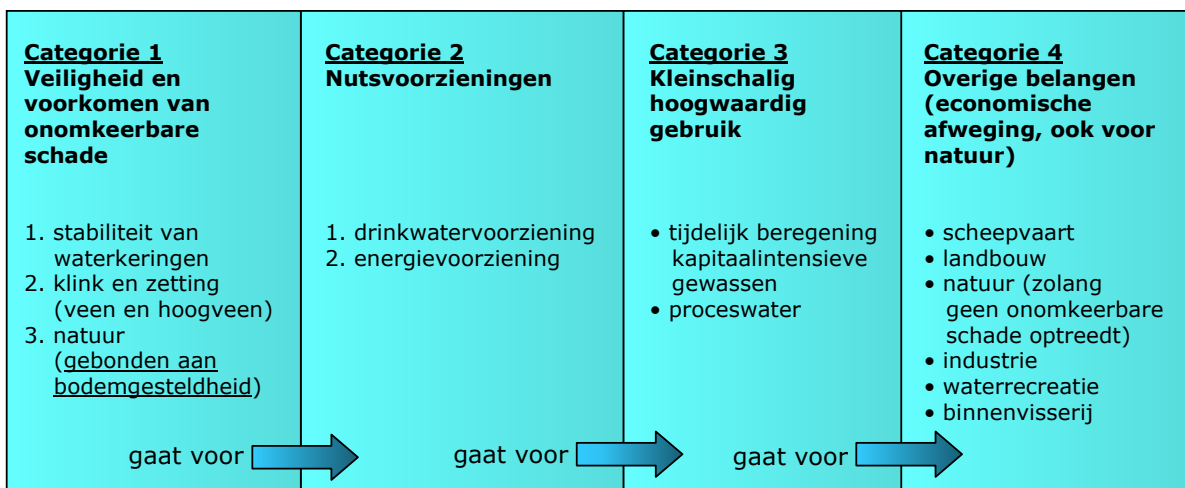 Categorie 1
Veiligheid en
voorkomen van
onomkeerbare
schade
1. stabiliteit van
waterkeringen
2. klink en zetting
(veen en hoogveen)
3. natuur
(gebonden aan
bodemgesteldheid)
gaat voor
Categorie 2
Nutsvoorzieningen
1. drinkwatervoorziening
2. energievoorziening
gaat voor
Categorie 3
Kleinschalig
hoogwaardig
gebruik
• tijdelijk beregening
kapitaalintensieve
gewassen
• proceswater
gaat voor
Categorie 4
Overige belangen
(economische
afweging, ook voor
natuur)
• scheepvaart
• landbouw
• natuur (zolang
geen onomkeerbare
schade optreedt)
• industrie
• waterrecreatie
• binnenvisserij